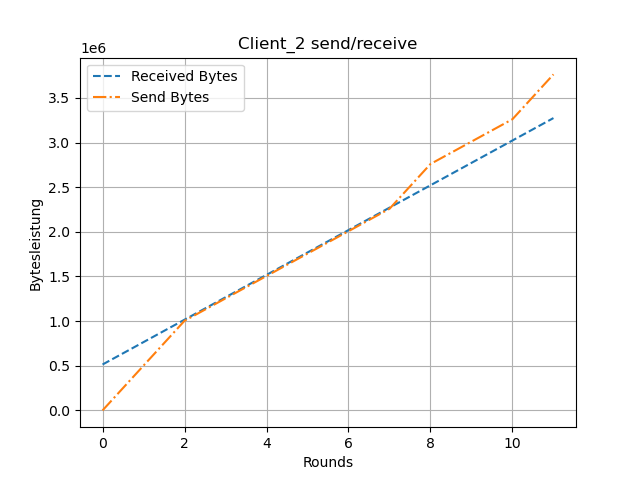 Client_2 send/receive
1e6
Received Bytes
Send Bytes
3.5
3.0
2.5
2.0
1.5
1.0
0.5
0.0
Bytesleistung
0 2 4 6 8 10
Rounds